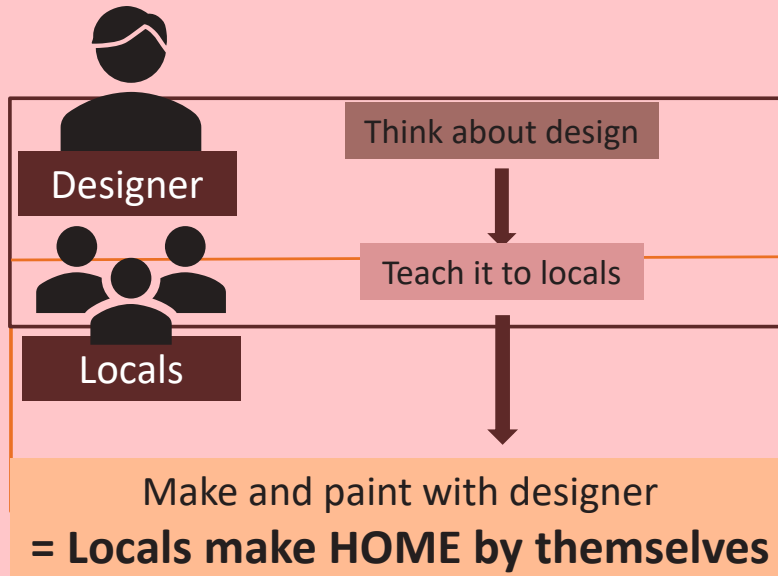 Think about design
Designer
Teach it to locals
Locals
Make and paint with designer
= Locals make HOME by themselves